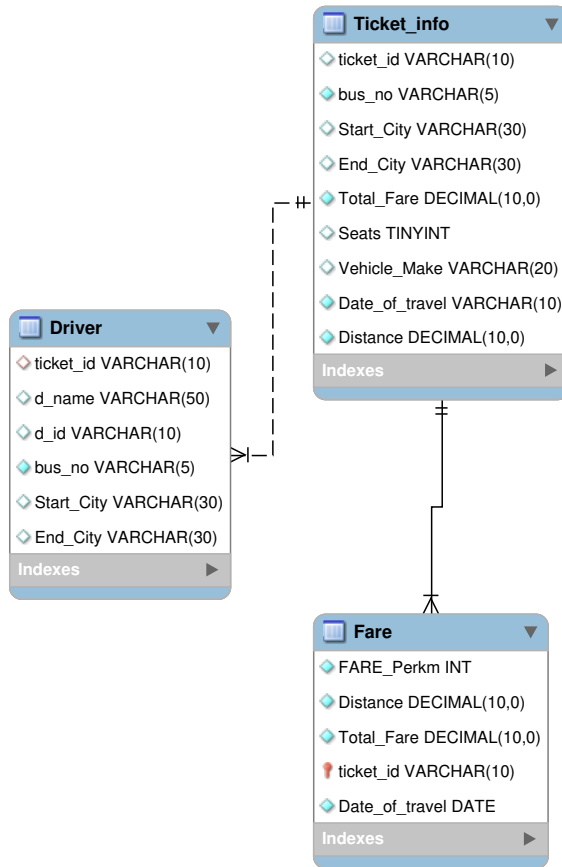 Ticket_info
ticket_id VARCHAR(10)
bus_no VARCHAR(5)
Start_City VARCHAR(30)
End_City VARCHAR(30)
Total_Fare DECIMAL(10,0)
Seats TINYINT
Vehicle_Make VARCHAR(20)
Date_of_travel VARCHAR(10)
Distance DECIMAL(10,0)
Indexes
Driver
ticket_id VARCHAR(10)
d_name VARCHAR(50)
d_id VARCHAR(10)
bus_no VARCHAR(5)
Start_City VARCHAR(30)
End_City VARCHAR(30)
Indexes
Fare
FARE_Perkm INT
Distance DECIMAL(10,0)
Total_Fare DECIMAL(10,0)
ticket_id VARCHAR(10)
Date_of_travel DATE
Indexes